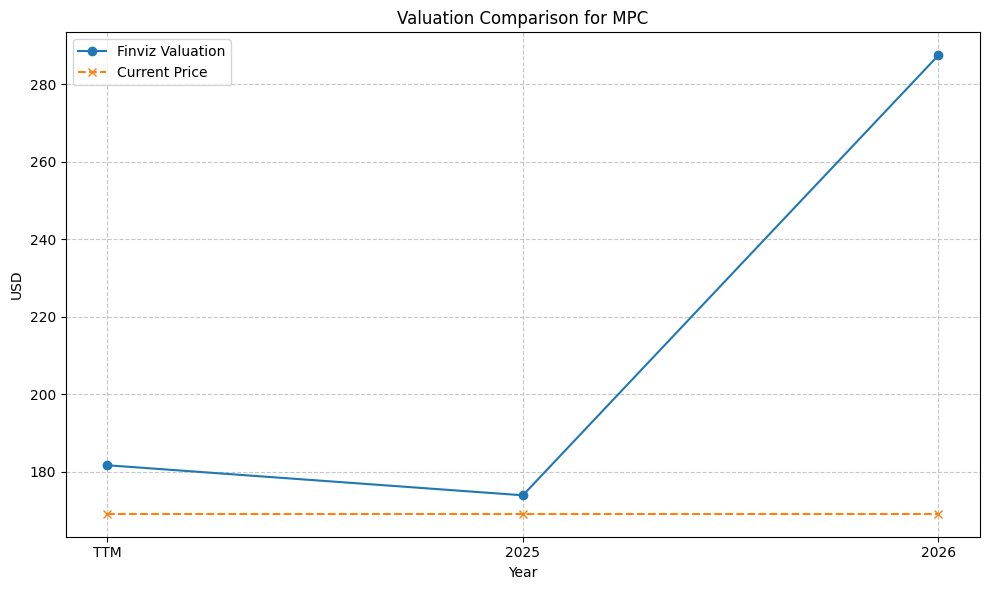 Valuation Comparison for MPC
Finviz Valuation
Current Price
280
260
240
220
200
180
USD
TTM
2025
2026
Year